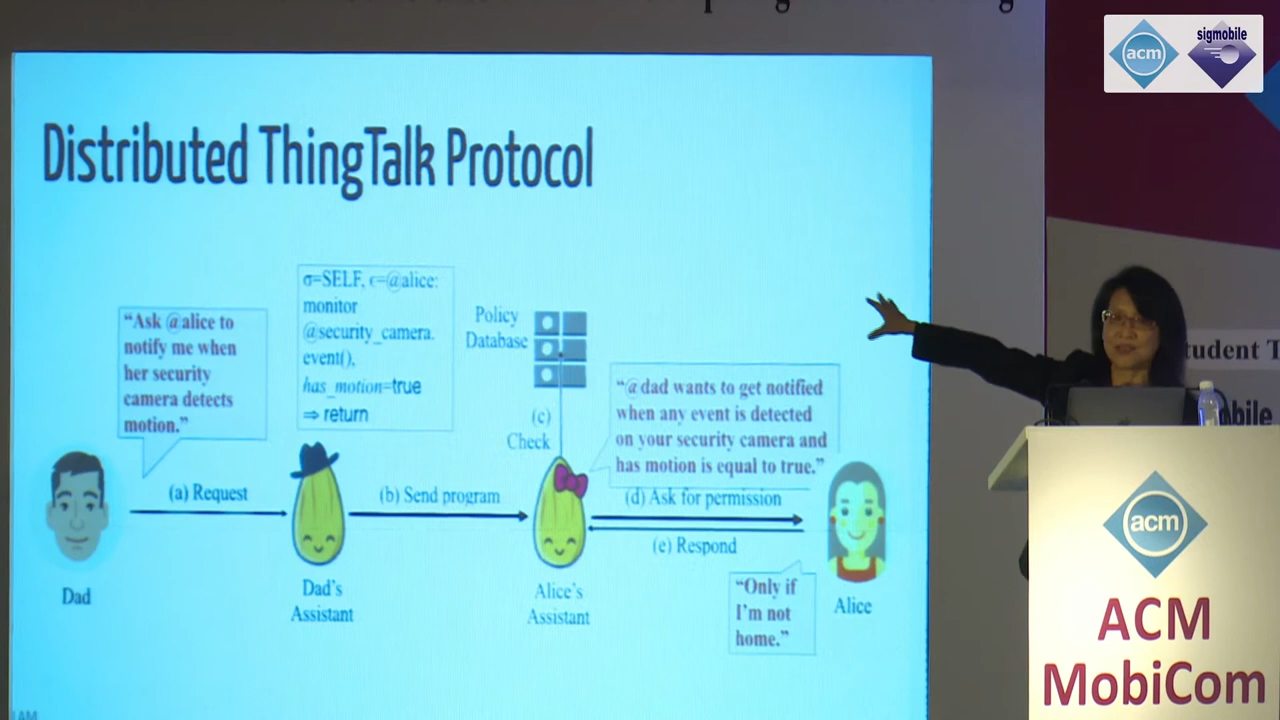 acm
sigmobile
Distributed ThingTalk Protocol
"Ask @alice to
notify me when
her security
camera detects
motion."
σ=SELF, ϵ=@alice:
monitor
@security_camera.
event(),
has_motion=true
⇒ return
Policy
Database
(c)
Check
"@dad wants to get notified
when any event is detected
on your security camera and
has motion is equal to true."
(a) Request
(b) Send program
(d) Ask for permission
(e) Respond
Dad
Dad's
Assistant
Alice's
Assistant
"Only if
I'm not
home."
Alice
LAM
tudent T
bile
acm
ACM
MobiCom